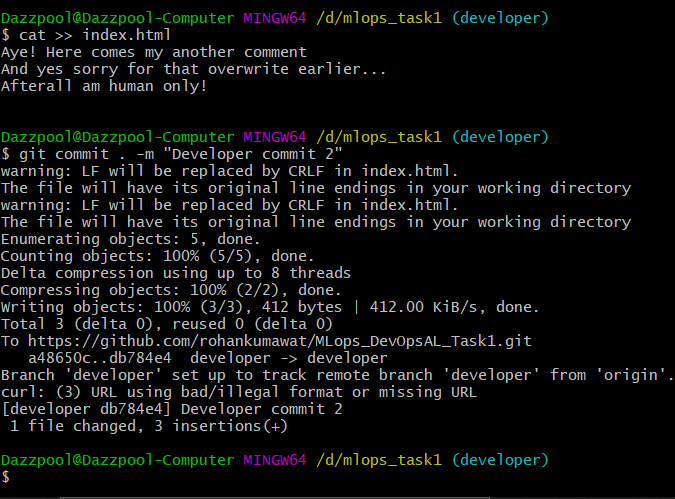 Dazzpool@Dazzpool-Computer MINGW64 /d/mlops_task1 (developer)
$ cat >> index.html
Aye! Here comes my another comment
And yes sorry for that overwrite earlier...
Afterall am human only!
Dazzpool@Dazzpool-Computer MINGW64 /d/mlops_task1 (developer)
$ git commit . -m "Developer commit 2"
warning: LF will be replaced by CRLF in index.html.
The file will have its original line endings in your working directory
warning: LF will be replaced by CRLF in index.html.
The file will have its original line endings in your working directory
Enumerating objects: 5, done.
Counting objects: 100% (5/5), done.
Delta compression using up to 8 threads
Compressing objects: 100% (2/2), done.
Writing objects: 100% (3/3), 412 bytes | 412.00 KiB/s, done.
Total 3 (delta 0), reused 0 (delta 0)
To https://github.com/rohankumawat/MLops_DevOpsAL_Task1.git
   a48650c..db784e4  developer -> developer
Branch 'developer' set up to track remote branch 'developer' from 'origin'.
curl: (3) URL using bad/illegal format or missing URL
[developer db784e4] Developer commit 2
 1 file changed, 3 insertions(+)
Dazzpool@Dazzpool-Computer MINGW64 /d/mlops_task1 (developer)
$